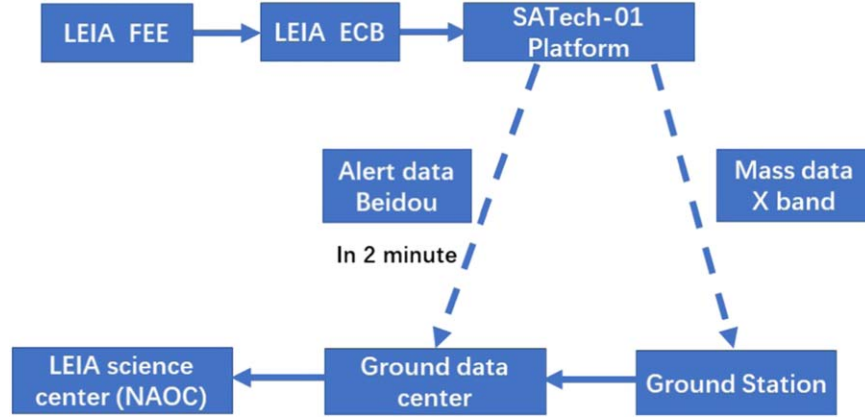 LEIA FEE
LEIA ECB
SATech-01
Platform
Alert data
Beidou
Mass data
X band
In 2 minute
LEIA science
center (NAOC)
Ground data
center
Ground Station